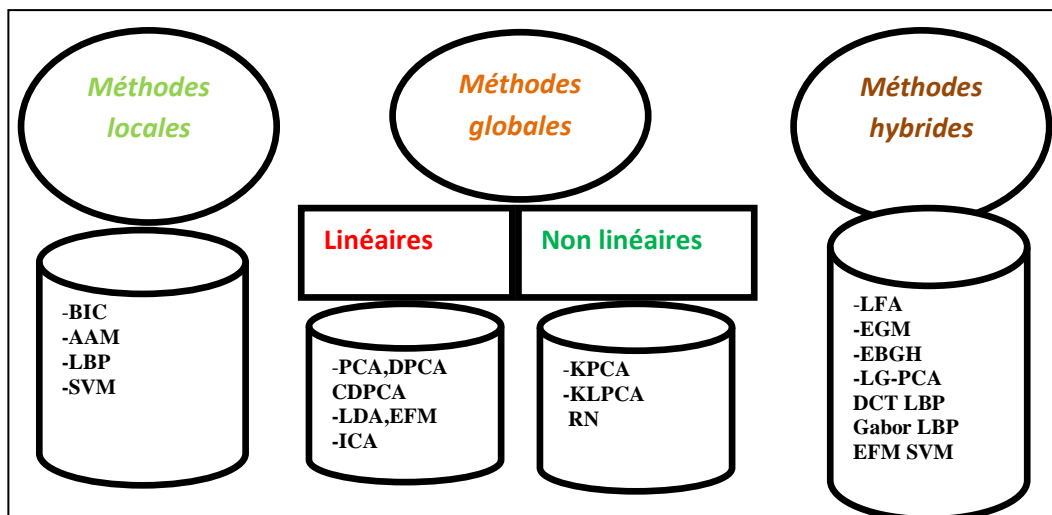 Méthodes
locales
-BIC
-AAM
-LBP
-SVM
Méthodes
globales
Linéaires
-PCA,DPCA
CDPCA
-LDA,EFM
-ICA
Non linéaires
-KPCA
-KLPCA
RN
Méthodes
hybrides
-LFA
-EGM
-EBGH
-LG-PCA
DCT LBP
Gabor LBP
EFM SVM